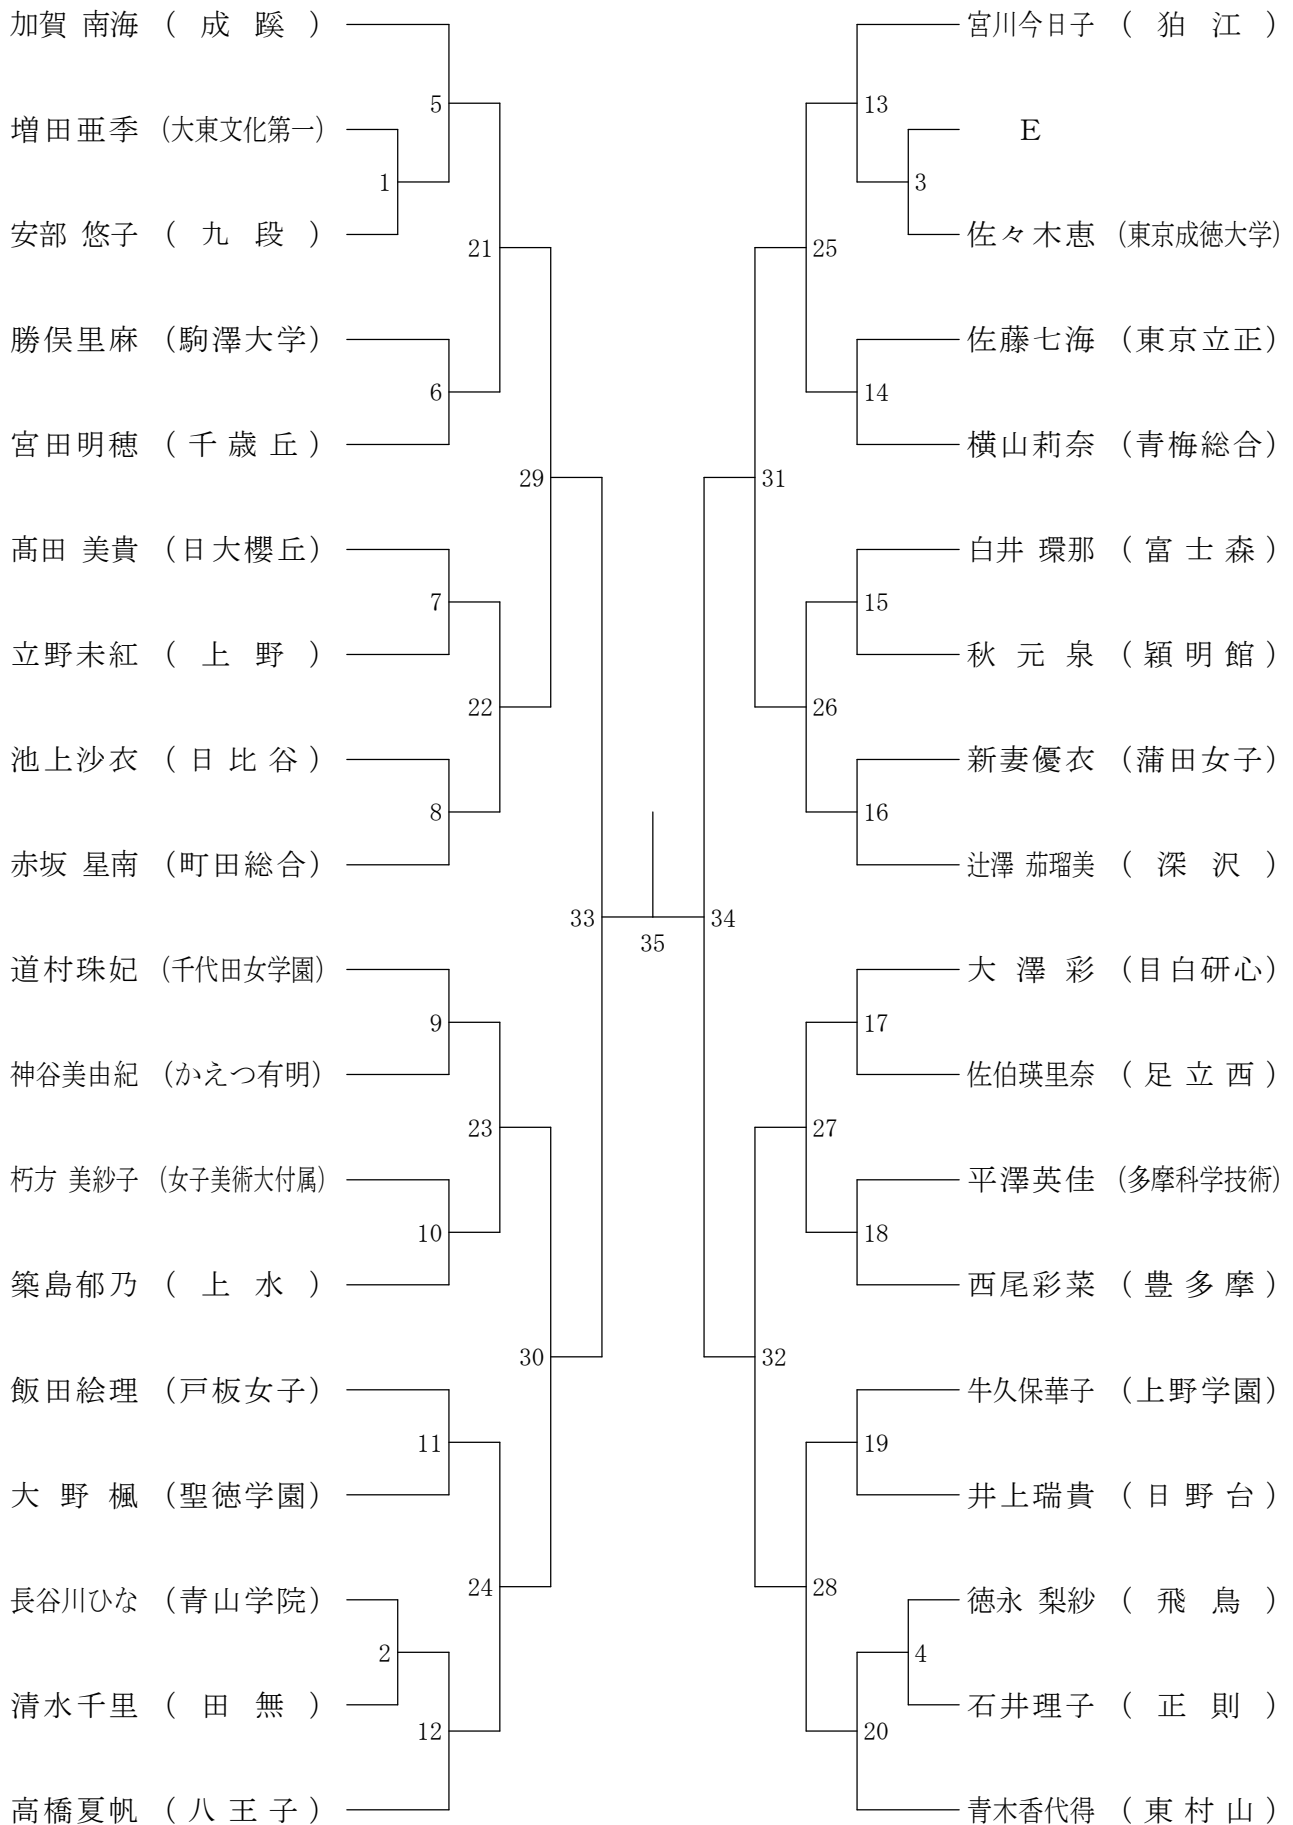 加賀 南海 （ 成 蹊 ）
増田亜季 （大東文化第一）
安部 悠子 （ 九 段 ）
勝俣里麻 （駒澤大学）
宮田明穂 （千歳丘）
髙田 美貴 （日大櫻丘）
立野未紅 （ 上 野 ）
池上沙衣 （日比谷）
赤坂 星南 （町田総合）
道村珠妃 （千代田女学園）
神谷美由紀 （かえつ有明）
朽方 美紗子 （女子美術大付属）
築島郁乃 （ 上 水 ）
飯田絵理 （戸板女子）
大 野 楓 （聖徳学園）
長谷川ひな （青山学院）
清水千里 （ 田 無 ）
高橋夏帆 （八王子）
1
2
5
6
7
8
9
10
11
12
21
22
23
24
29
30
33
35
34
31
32
25
26
27
28
13
14
15
16
17
18
19
20
3
4
宮川今日子 （ 狛 江 ）
E
佐々木恵 （東京成徳大学）
佐藤七海 （東京立正）
横山莉奈 （青梅総合）
白井 環那 （富士森）
秋 元 泉 （穎明館）
新妻優衣 （蒲田女子）
辻澤 茄瑠美 （ 深 沢 ）
大 澤 彩 （目白研心）
佐伯瑛里奈 （足立西）
平澤英佳 （多摩科学技術）
西尾彩菜 （豊多摩）
牛久保華子 （上野学園）
井上瑞貴 （日野台）
徳永 梨紗 （ 飛 鳥 ）
石井理子 （ 正 則 ）
青木香代得 （東村山）